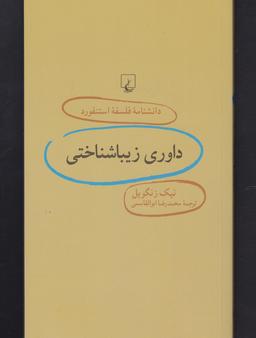 دانشنامهٔ فلسفهٔ استنفورد
داوری زیباشناختی
نیک زنگویل
ترجمهٔ محمدرضا ابوالقاسمی